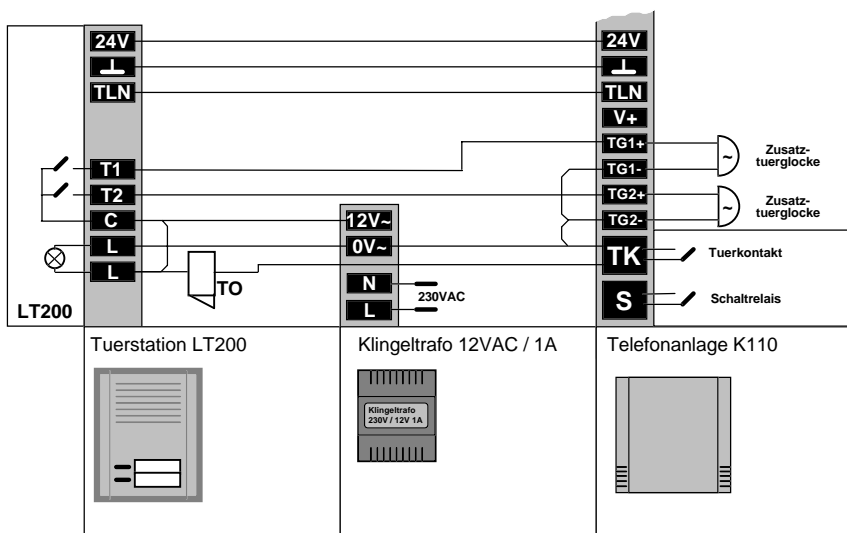 24V
TLN
T1
T2
C
L
L
LT200
TO
12V~
0V~
N
L
230VAC
24V
TLN
V+
TG1+
TG1-
TG2+
TG2-
TK
S
~
Zusatz-
tuerglocke
~
Zusatz-
tuerglocke
Tuerkontakt
Schaltrelais
Tuerstation LT200
Klingeltrafo 12VAC / 1A
Klingeltrafo
230V / 12V 1A
Telefonanlage K110